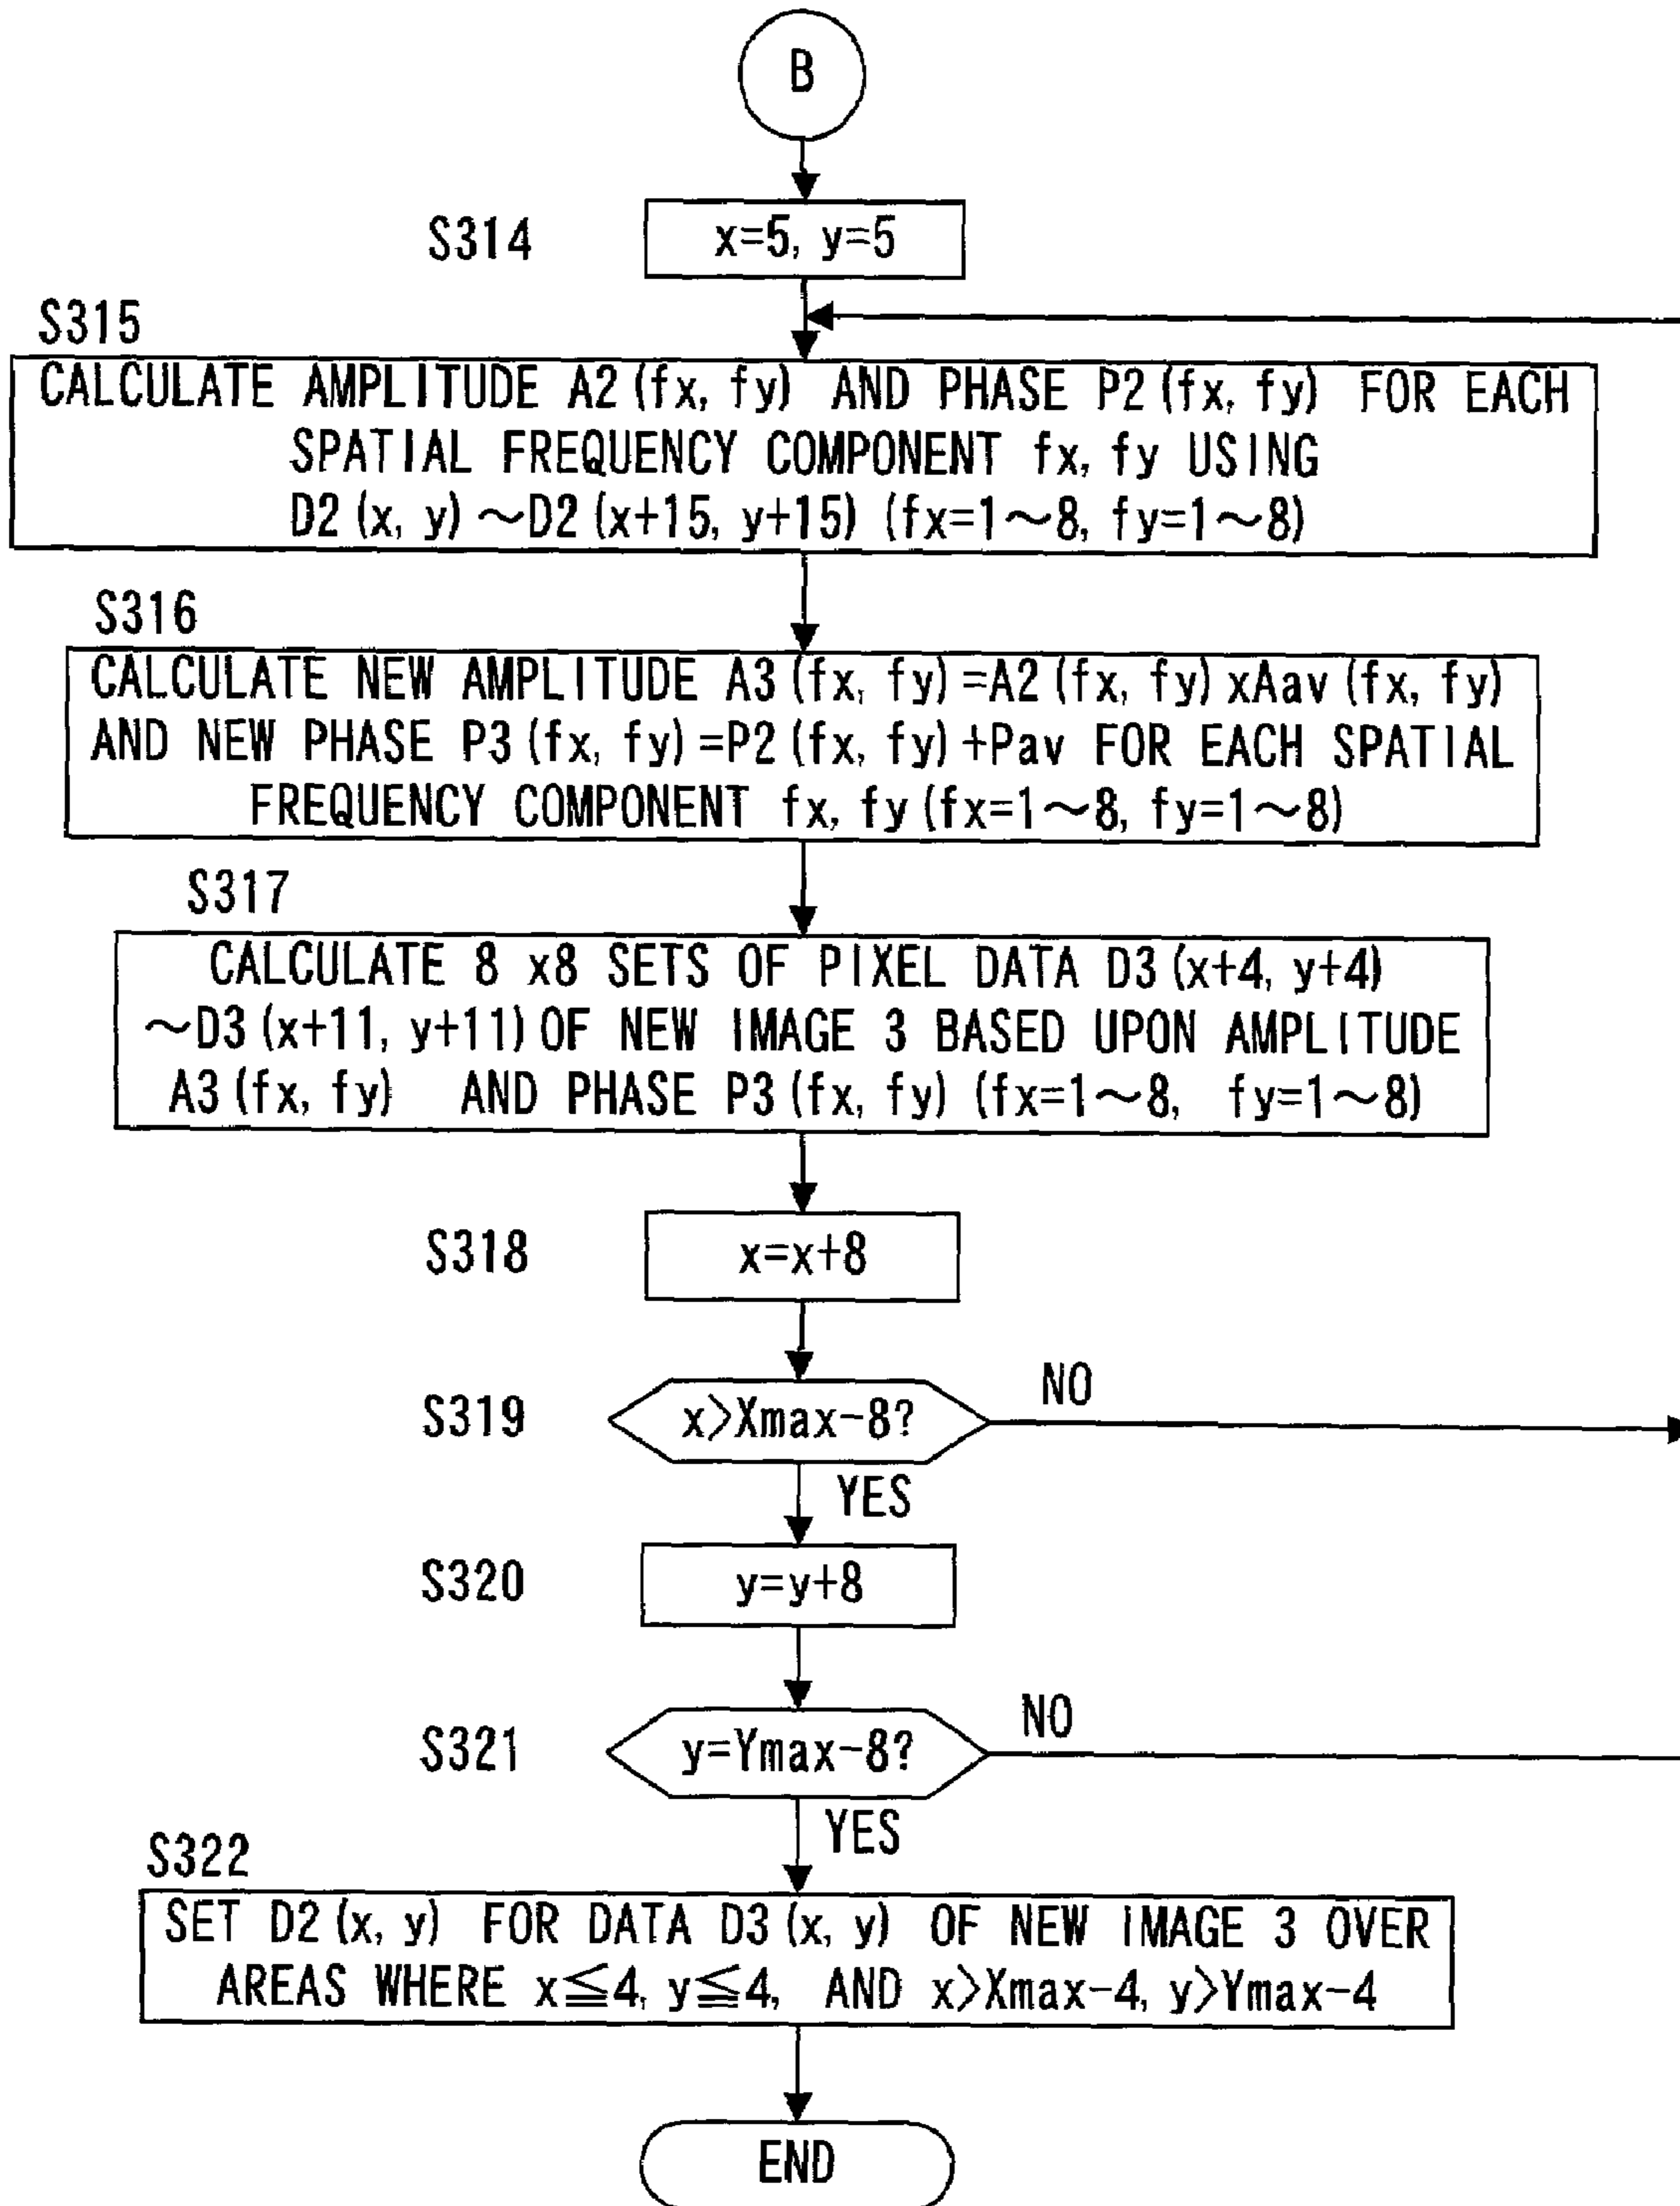 B
S314
x=5, y=5
S315
CALCULATE AMPLITUDE A2(fx, fy) AND PHASE P2(fx, fy) FOR EACH
SPATIAL FREQUENCY COMPONENT fx, fy USING
D2(x, y)～D2(x+15, y+15) (fx=1～8, fy=1～8)
S316
CALCULATE NEW AMPLITUDE A3(fx, fy)=A2(fx, fy)xAav(fx, fy)
AND NEW PHASE P3(fx, fy)=P2(fx, fy)+Pav FOR EACH SPATIAL
FREQUENCY COMPONENT fx, fy(fx=1～8, fy=1～8)
S317
CALCULATE 8 x8 SETS OF PIXEL DATA D3(x+4, y+4)
～D3(x+11, y+11)OF NEW IMAGE 3 BASED UPON AMPLITUDE
A3(fx, fy) AND PHASE P3(fx, fy) (fx=1～8, fy=1～8)
S318
x=x+8
S319
x>Xmax-8?
NO
YES
S320
y=y+8
S321
y=Ymax-8?
NO
YES
S322
SET D2(x, y) FOR DATA D3(x, y) OF NEW IMAGE 3 OVER
AREAS WHERE x≦4, y≦4, AND x>Xmax-4, y>Ymax-4
END